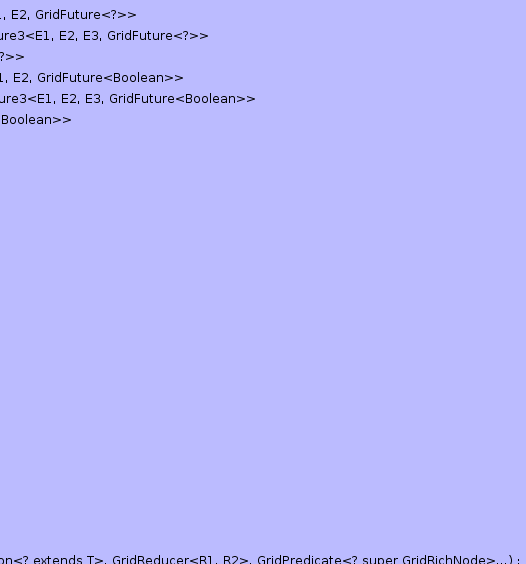 , E2, GridFuture<?>>
ure3<E1, E2, E3, GridFuture<?>>
?>>
1, E2, GridFuture<Boolean>>
ure3<E1, E2, E3, GridFuture<Boolean>>
Boolean>>
on<? extends T>, GridReducer<R1, R2>, GridPredicate<? super GridRichNode>...) :